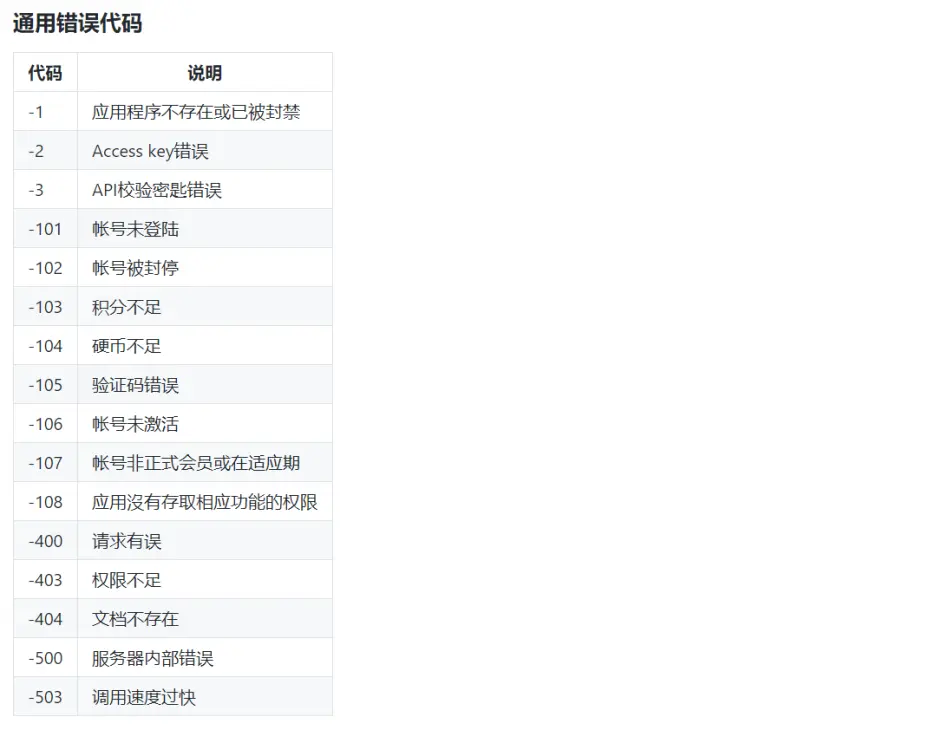 通用错误代码
代码 说明
-1 应用程序不存在或已被封禁
-2 Access key错误
-3 API校验密匙错误
-101 帐号未登陆
-102 帐号被封停
-103 积分不足
-104 硬币不足
-105 验证码错误
-106 帐号未激活
-107 帐号非正式会员或在适应期
-108 应用沒有存取相应功能的权限
-400 请求有误
-403 权限不足
-404 文档不存在
-500 服务器内部错误
-503 调用速度过快